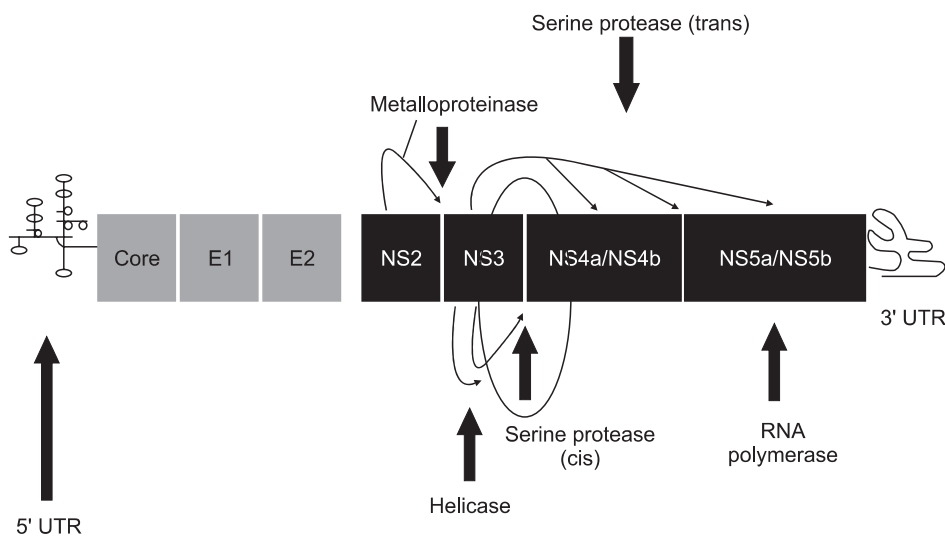 Serine protease (trans)
Metalloproteinase
Core
E1
E2
NS2
NS3
NS4a/NS4b
NS5a/NS5b
3' UTR
Serine protease
(cis)
RNA
polymerase
Helicase
5' UTR